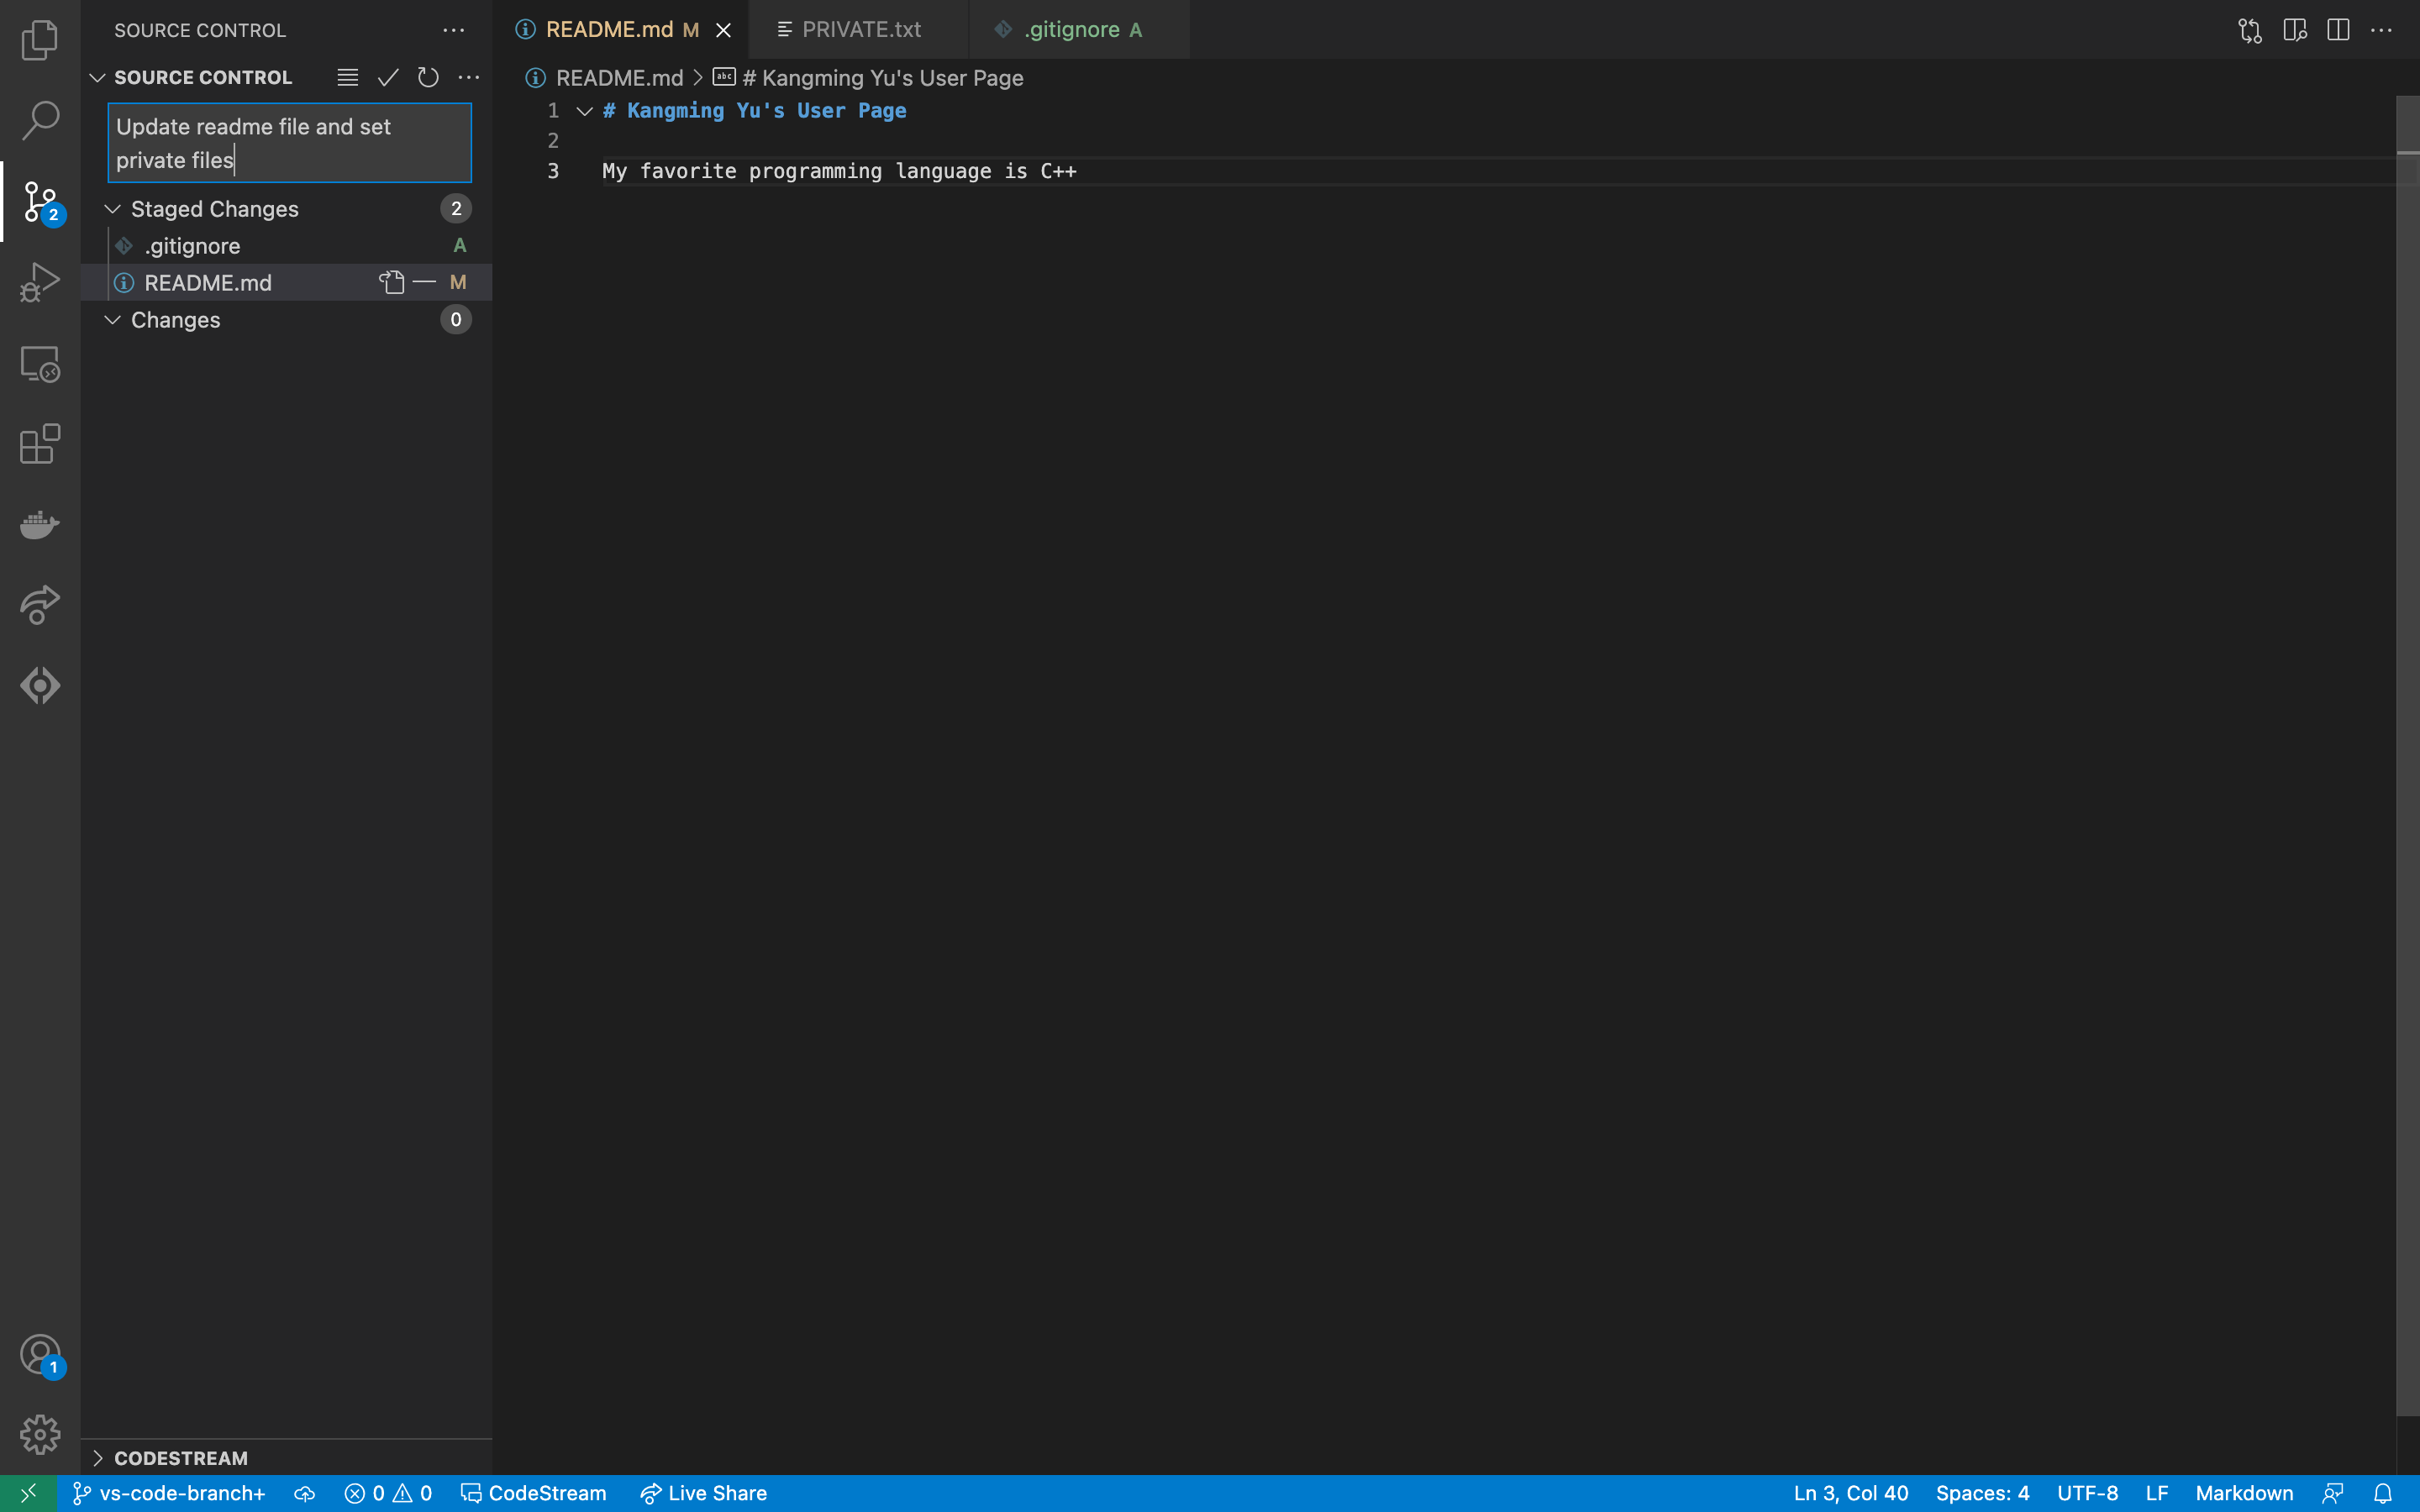 SOURCE CONTROL
SOURCE CONTROL
Update readme file and set
private files
2
Staged Changes 2
.gitignore A
README.md M
Changes 0
README.md M
PRIVATE.txt
.gitignore A
README.md > abc # Kangming Yu's User Page
1 # Kangming Yu's User Page
2
3 My favorite programming language is C++
1
CODESTREAM
vs-code-branch+ 0 0 CodeStream Live Share Ln 3, Col 40 Spaces: 4 UTF-8 LF Markdown